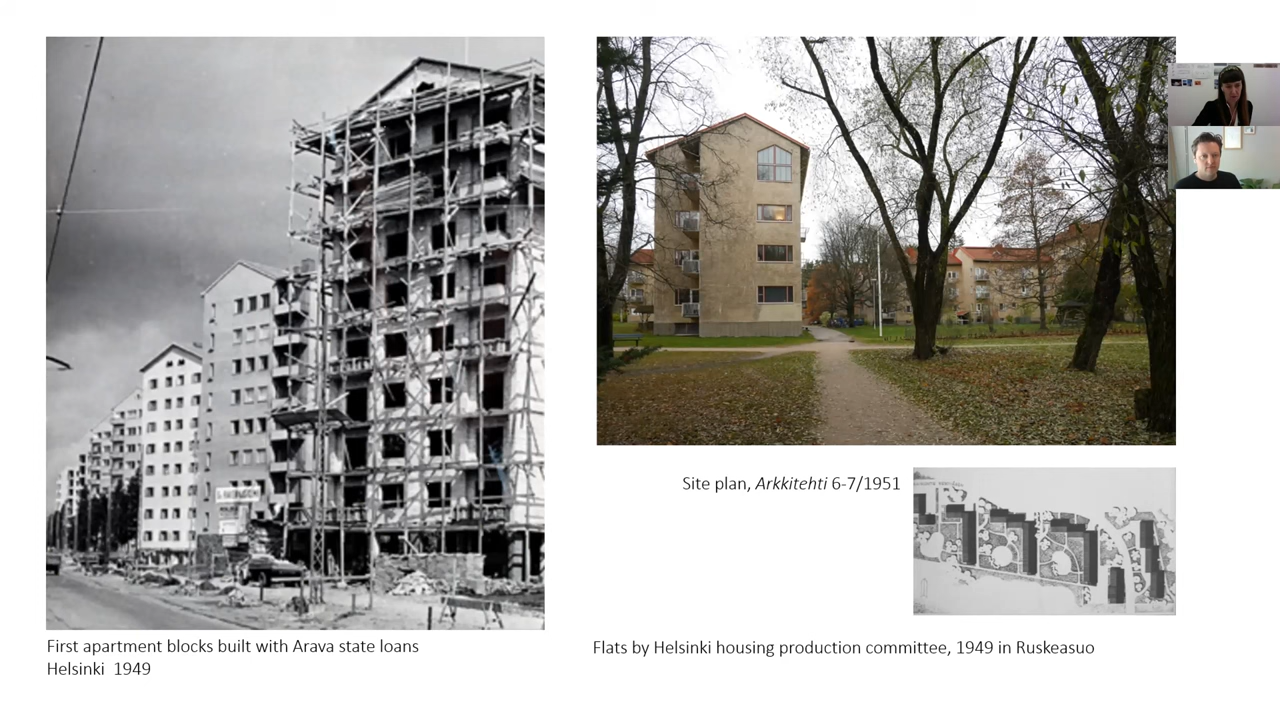 First apartment blocks built with Arava state loans
Helsinki 1949
Site plan, Arkkitehti 6-7/1951
Flats by Helsinki housing production committee, 1949 in Ruskeasuo